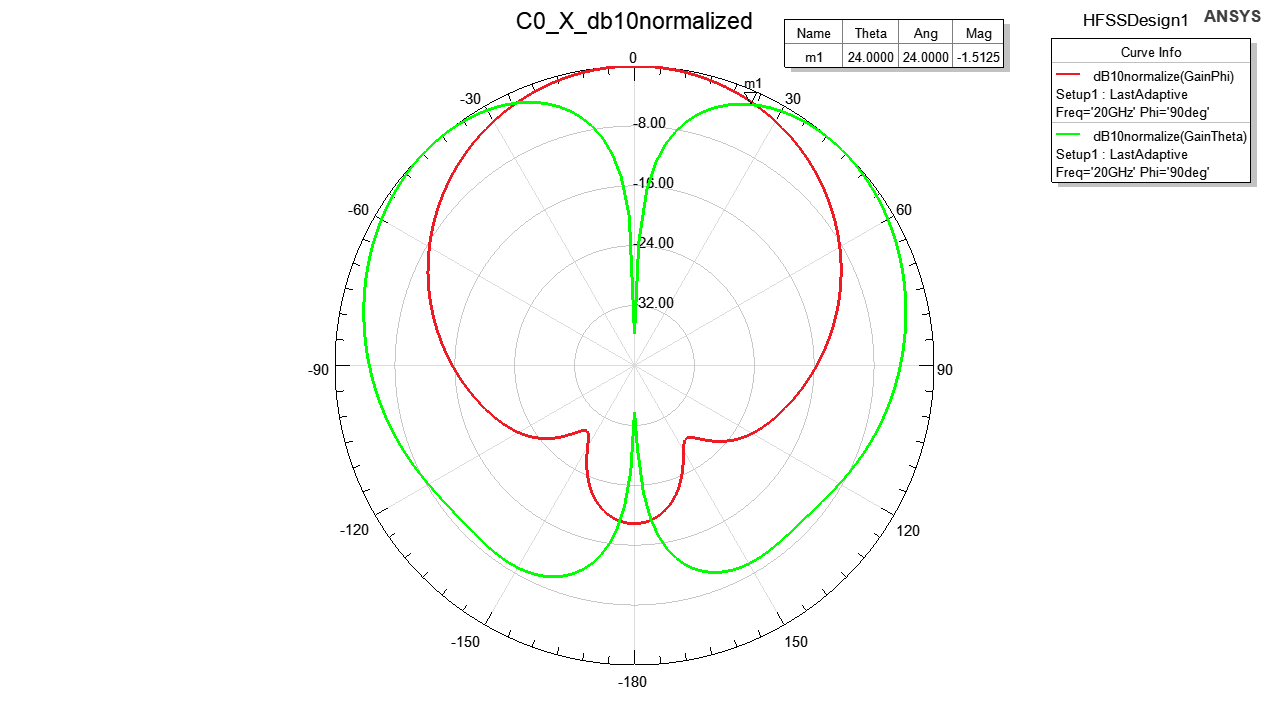 C0_X_db10normalized
HFSSDesign1
ANSYS
Name Theta Ang Mag
m1 24.0000 24.0000 -1.5125
Curve Info
dB10normalize(GainPhi)
Setup1 : LastAdaptive
Freq='20GHz' Phi='90deg'
dB10normalize(GainTheta)
Setup1 : LastAdaptive
Freq='20GHz' Phi='90deg'
0
m1
-30
30
-8.00
-16.00
-60
60
-24.00
-32.00
-90
90
-120
120
-150
150
-180